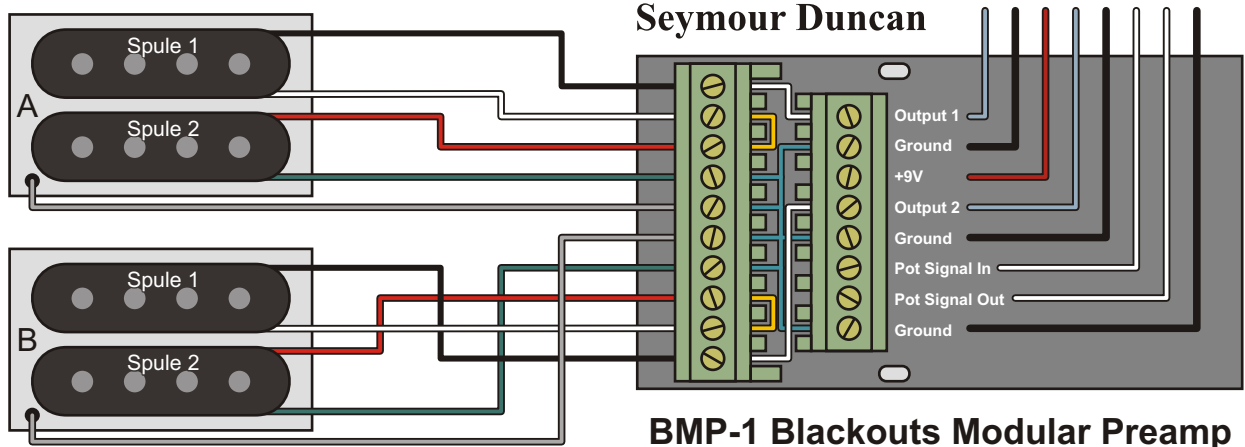 Seymour Duncan
A
Spule 1
Spule 2
B
Spule 1
Spule 2
Output 1
Ground
+9V
Output 2
Ground
Pot Signal In
Pot Signal Out
Ground
BMP-1 Blackouts Modular Preamp